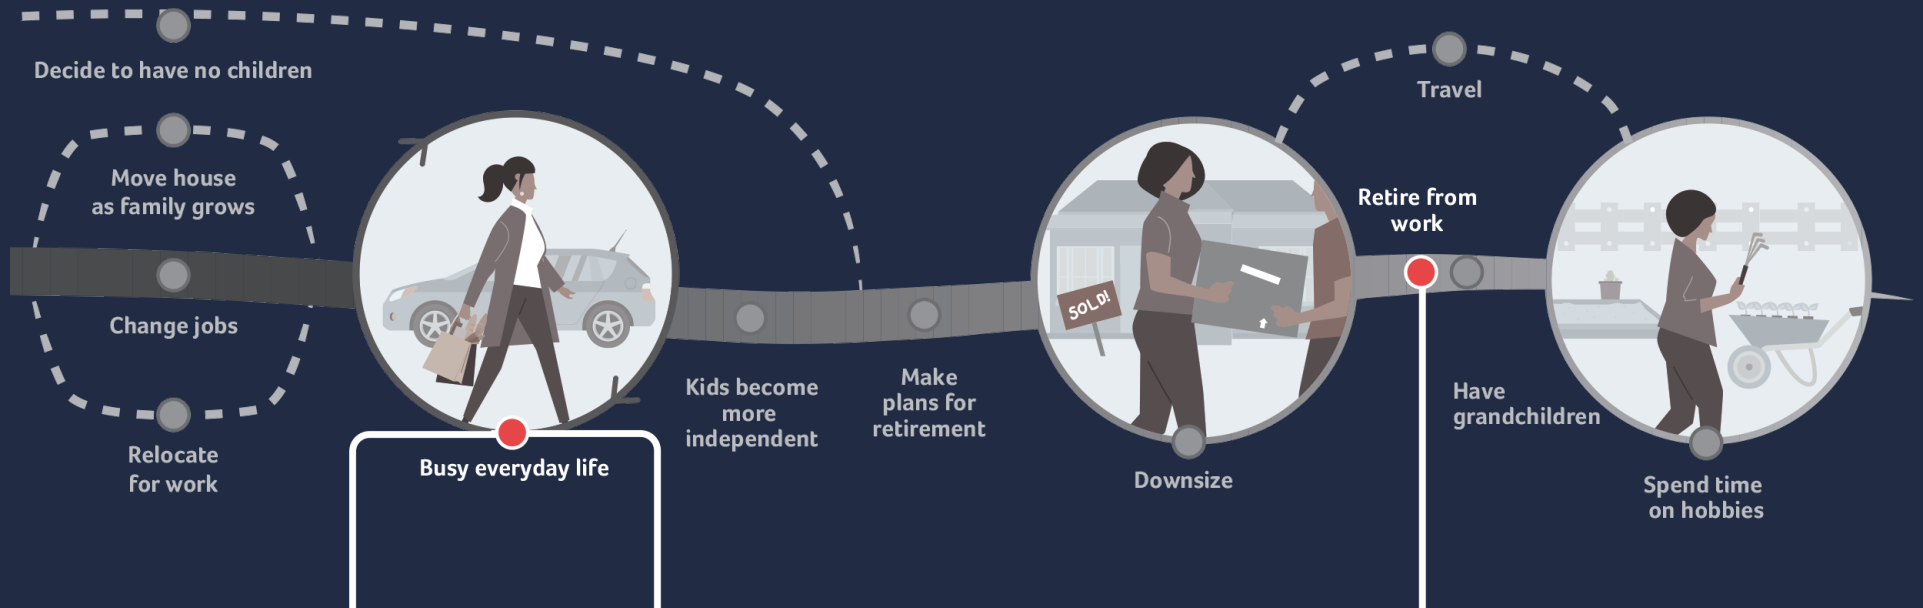 Decide to have no children
Move house
as family grows
Change jobs
Relocate
for work
Busy everyday life
Kids become
more
independent
Make
plans for
retirement
SOLD!
Downsize
Travel
Retire from
work
Have
grandchildren
Spend time
on hobbies